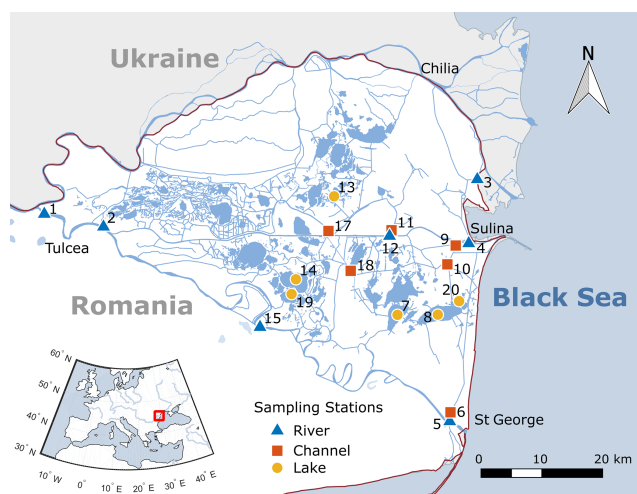 Ukraine
Chilia
N
13
3
1
2
17
11
Sulina
Tulcea
12
9
4
18
10
14
20
Black Sea
Romania
19
15
7
8
60° N
50° N
40° N
30° N
10° W
0°
10° E
20° E
30° E
40° E
Sampling Stations
River
Channel
Lake
6
5
St George
0
10
20 km